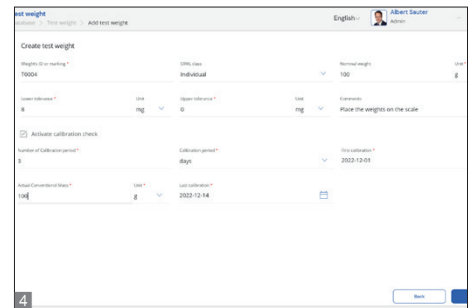 est weight
English
Albert Sauter
Admin
Test weight > Add test weight
Create test weight
Weights ID or marking *
OIML class
Nominal weight
Unit *
T0004
Individual
100
g
Lower tolerance *
Unit
Upper tolerance *
Unit
Comments
mg
0
mg
Place the weights on the scale
Activate calibration check
Number of Calibration period *
Calibration period *
First calibration *
3
days
2022-12-01
Actual Conventional Mass *
Unit *
Last calibration *
100
g
2022-12-14
Back
4